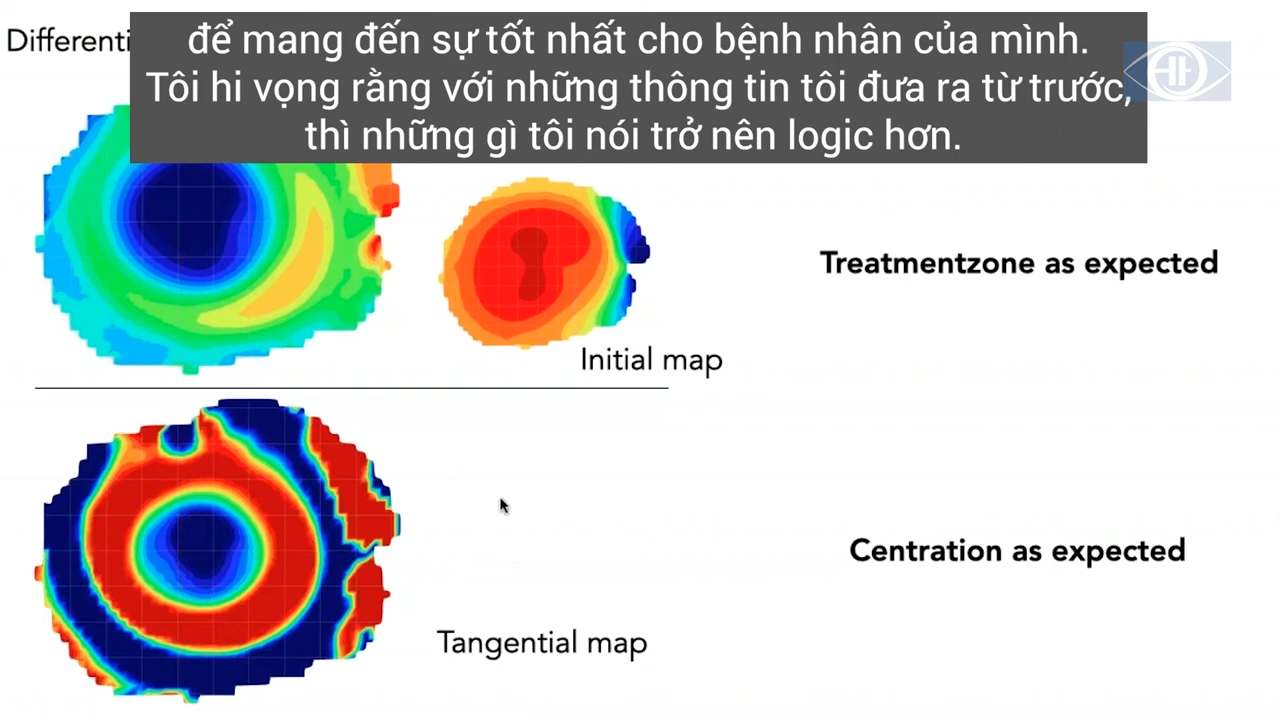 Differenti
để mang đến sự tốt nhất cho bệnh nhân của mình.
Tôi hi vọng rằng với những thông tin tôi đưa ra từ trước,
thì những gì tôi nói trở nên logic hơn.
Treatmentzone as expected
Initial map
Centration as expected
Tangential map